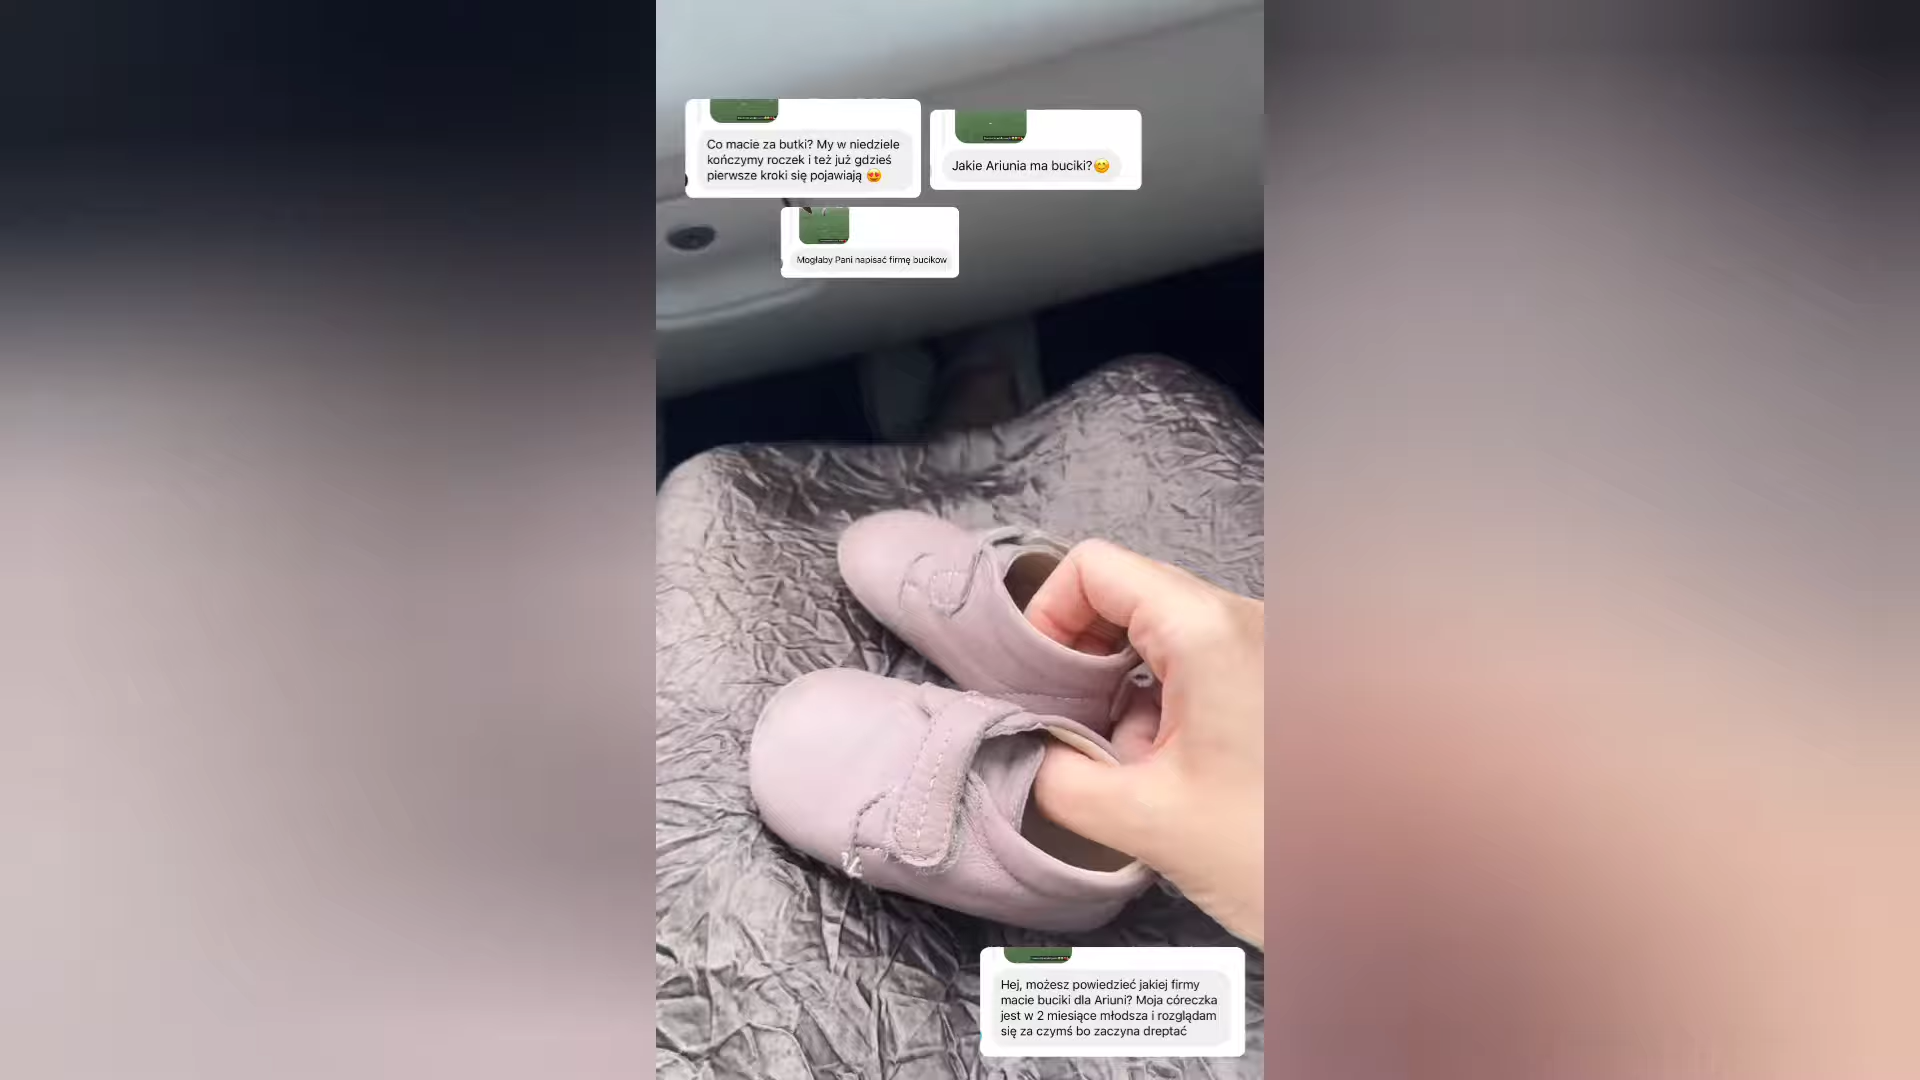 Co macie za butki? My w niedziele
kończymy roczek i też już gdzieś
pierwsze kroki się pojawiają 😍
Jakie Ariunia ma buciki?😊
Mogłaby Pani napisać firmę bucikow
Hej, możesz powiedzieć jakiej firmy
macie buciki dla Ariuni? Moja córeczka
jest w 2 miesiące młodsza i rozglądam
się za czymś bo zaczyna dreptać